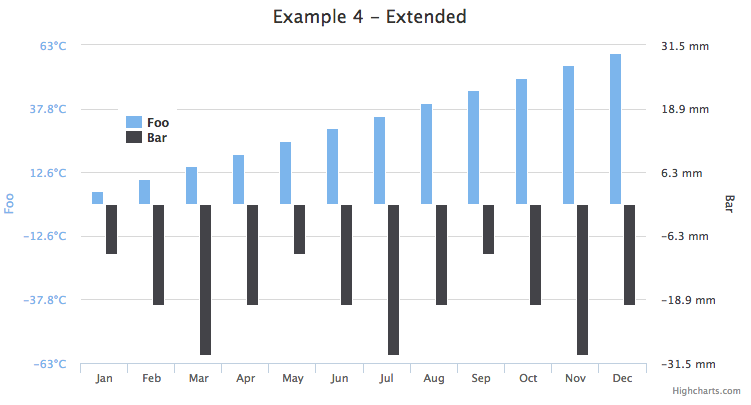 Example 4 – Extended
63°C
37.8°C
12.6°C
−12.6°C
−37.8°C
−63°C
Foo
Foo
Bar
31.5 mm
18.9 mm
6.3 mm
−6.3 mm
−18.9 mm
−31.5 mm
Bar
Jan Feb Mar Apr May Jun Jul Aug Sep Oct Nov Dec
Highcharts.com